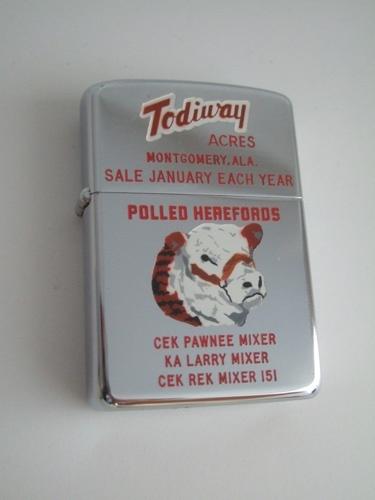 Todiway
ACRES
MONTGOMERY, ALA.
SALE JANUARY EACH YEAR
POLLED HEREFORDS
CEK PAWNEE MIXER
KA LARRY MIXER
CEK REK MIXER 151